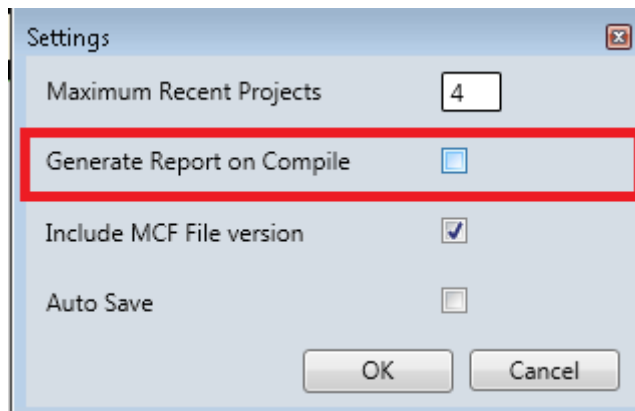 Settings
Maximum Recent Projects 4
Generate Report on Compile
Include MCF File version
Auto Save
OK Cancel